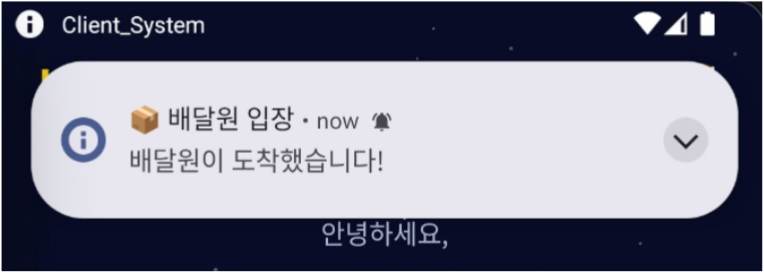 Client_System
📦 배달원 입장 • now
배달원이 도착했습니다!
안녕하세요,